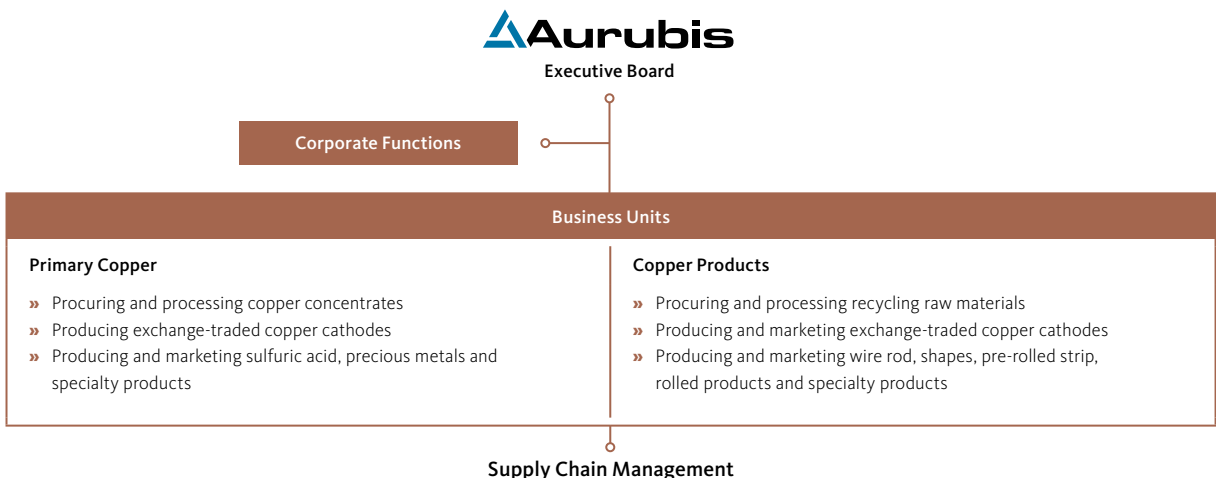 Aurubis
Executive Board
Corporate Functions
Business Units
Primary Copper
» Procuring and processing copper concentrates
» Producing exchange-traded copper cathodes
» Producing and marketing sulfuric acid, precious metals and
specialty products
Copper Products
» Procuring and processing recycling raw materials
» Producing and marketing exchange-traded copper cathodes
» Producing and marketing wire rod, shapes, pre-rolled strip,
rolled products and specialty products
Supply Chain Management